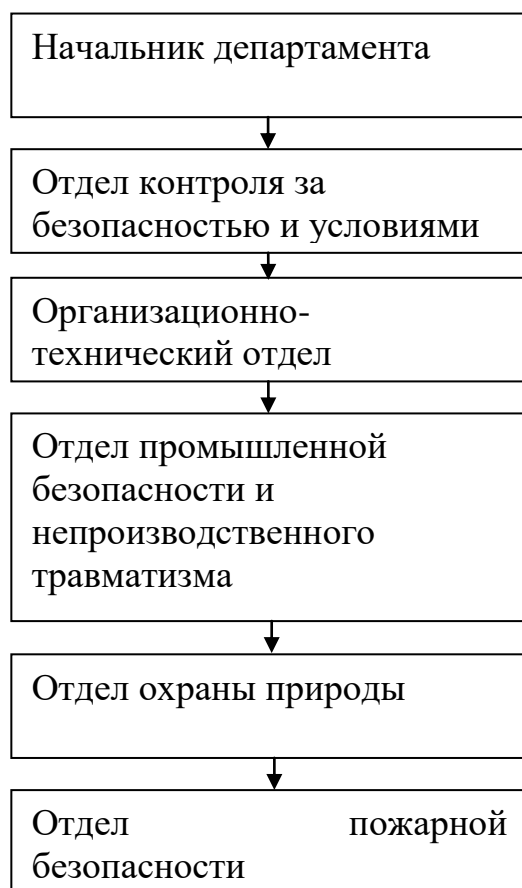 Начальник департамента
Отдел контроля за
безопасностью и условиями
Организационно-
технический отдел
Отдел промышленной
безопасности и
непроизводственного
травматизма
Отдел охраны природы
Отдел пожарной
безопасности